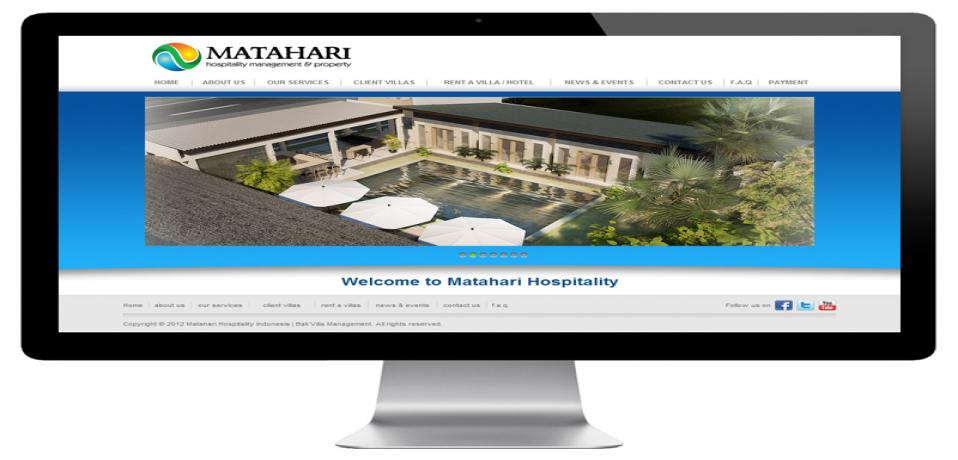 MATAHARI
hospitality management & property
HOME ABOUT US OUR SERVICES CLIENT VILLAS RENT A VILLA / HOTEL NEWS & EVENTS CONTACT US F.A.Q PAYMENT
Welcome to Matahari Hospitality
Home about us our services client villas rent a villas news & events contact us f.a.q
Follow us on You Tube
Copyright © 2012 Matahari Hospitality Indonesia | Bali Villa Management. All rights reserved.